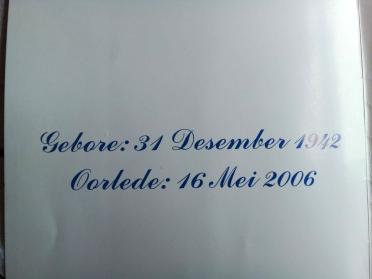 Gebore: 31 Desember 1942
Oorlede: 16 Mei 2006